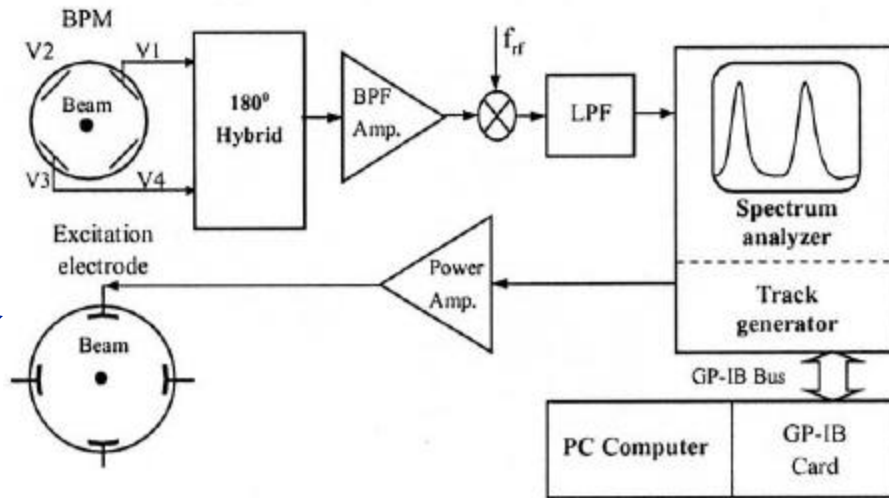 BPM
V2
V1
Beam
V3
V4
180⁰
Hybrid
BPF
Amp.
f_rf
LPF
Spectrum
analyzer
Track
generator
Excitation
electrode
Power
Amp.
Beam
GP-IB Bus
PC Computer
GP-IB
Card